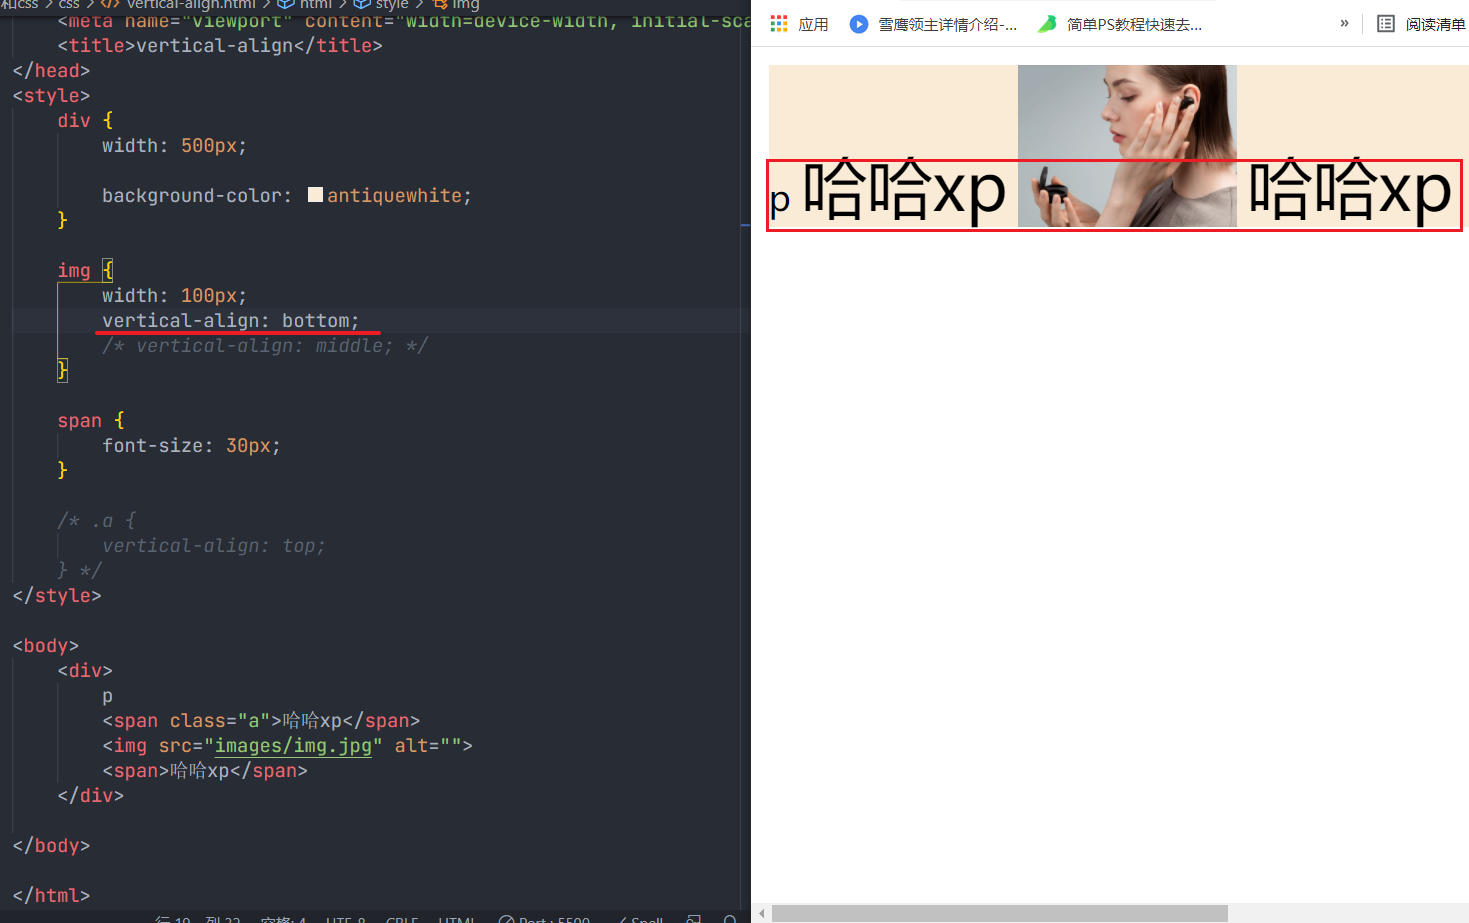 和css > css > vertical-align.html > html > style > img
<meta name="viewport" content="width=device-width, initial-sca
<title>vertical-align</title>
</head>
<style>
div {
width: 500px;
background-color: antiquewhite;
}
img {
width: 100px;
vertical-align: bottom;
/* vertical-align: middle; */
}
span {
font-size: 30px;
}
/* .a {
vertical-align: top;
} */
</style>
<body>
<div>
p
<span class="a">哈哈xp</span>
<img src="images/img.jpg" alt="">
<span>哈哈xp</span>
</div>
</body>
</html>
行 19, 列 32 空格: 4 UTF-8 CRLF HTML Port : 5500 Spell
应用 雪鹰领主详情介绍-... 简单PS教程快速去... » 阅读清单
p 哈哈xp 哈哈xp